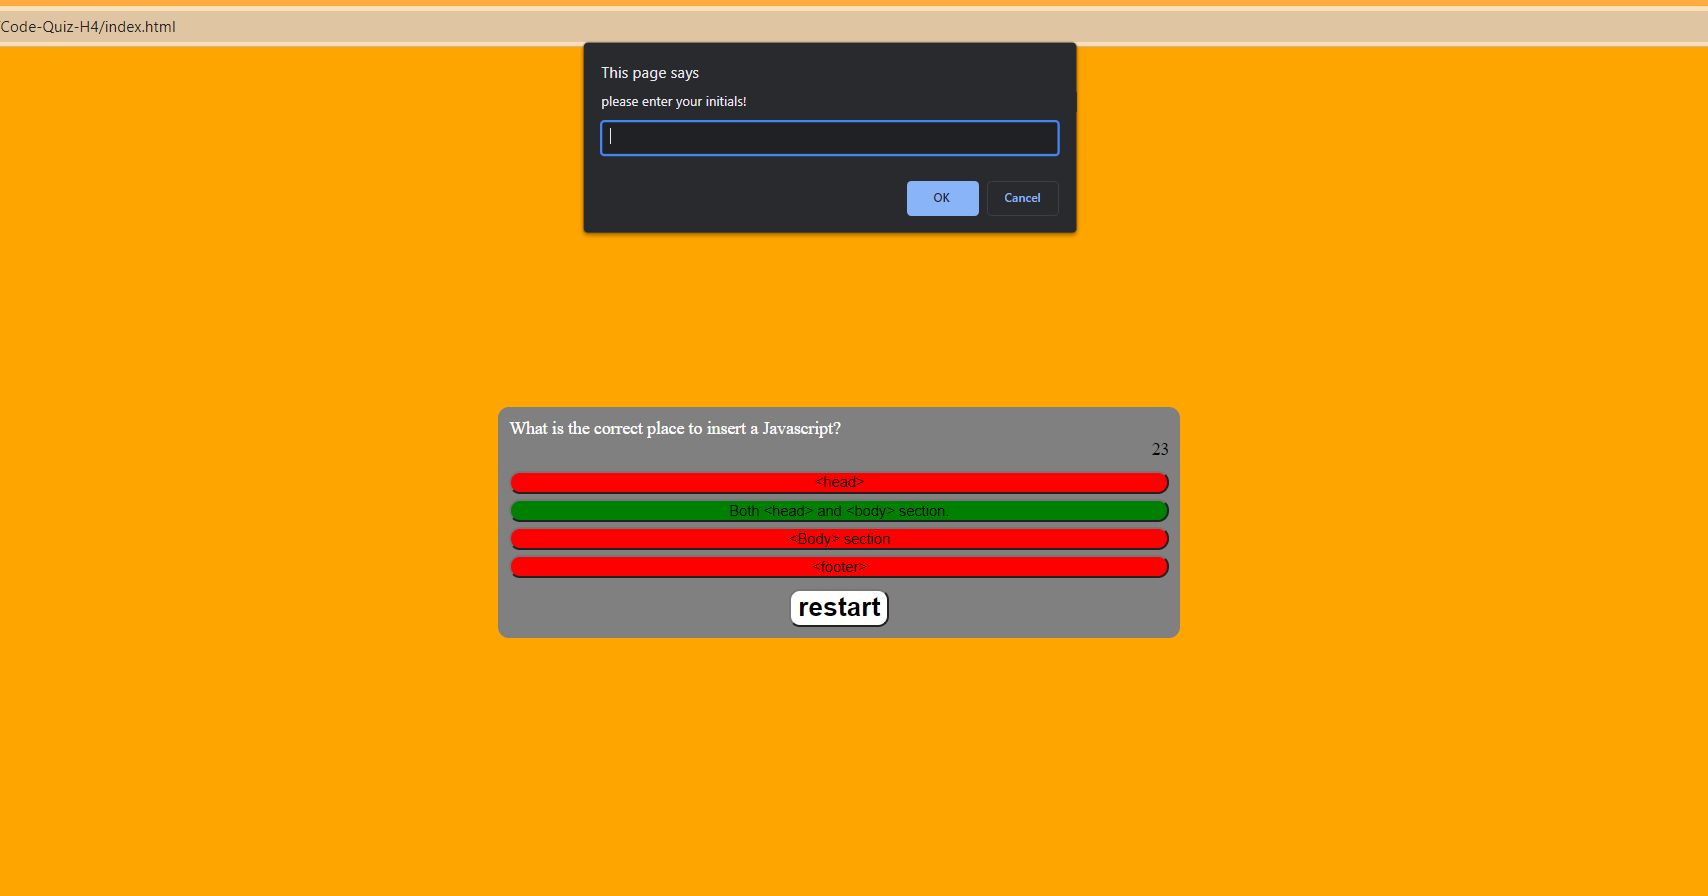 /Code-Quiz-H4/index.html
This page says
please enter your initials!
OK
Cancel
What is the correct place to insert a Javascript?
23
<head>
Both <head> and <body> section.
<Body> section
<footer>
restart